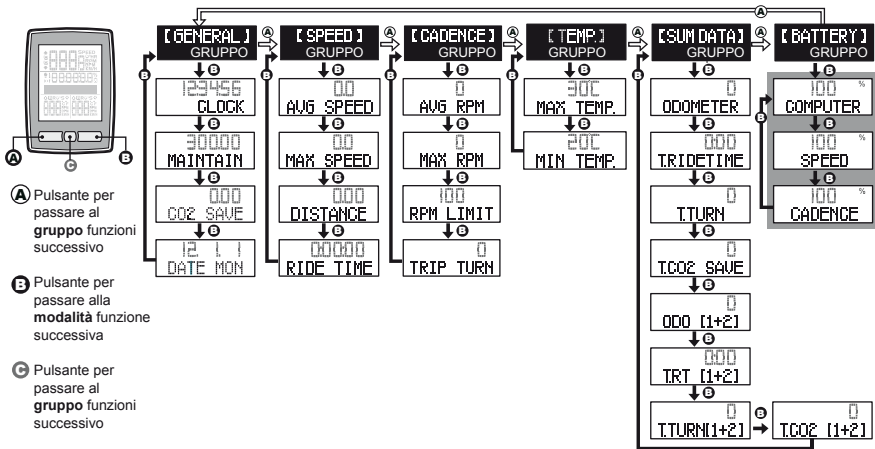 A
[GENERAL] A [SPEED] A [CADENCE] A [TEMP.] A [SUM DATA] A [BATTERY]
GRUPPO GRUPPO GRUPPO GRUPPO GRUPPO GRUPPO
B B B B B B
B B B B B B
12:34:56 0.0 0 30°C 0 100 %
CLOCK AVG SPEED AVG RPM MAX TEMP. ODOMETER COMPUTER
B B B B B B
300.00 0.0 0 20°C 0:00 100 %
MAINTAIN MAX SPEED MAX RPM MIN TEMP. T.RIDETIME SPEED
B B B B B
0.00 0.00 100 0 100 %
CO2 SAVE DISTANCE RPM LIMIT T.TURN CADENCE
B B B B
12. 1. 1 0:00:00 0 0
DATE MON RIDE TIME TRIP TURN T.CO2 SAVE
B
0
ODO [1+2]
B
0:00
T.RT [1+2]
B
0 B 0
T.TURN[1+2] T.CO2 [1+2]
A B
C
A Pulsante per
passare al
gruppo funzioni
successivo
B Pulsante per
passare alla
modalità funzione
successiva
C Pulsante per
passare al
gruppo funzioni
successivo